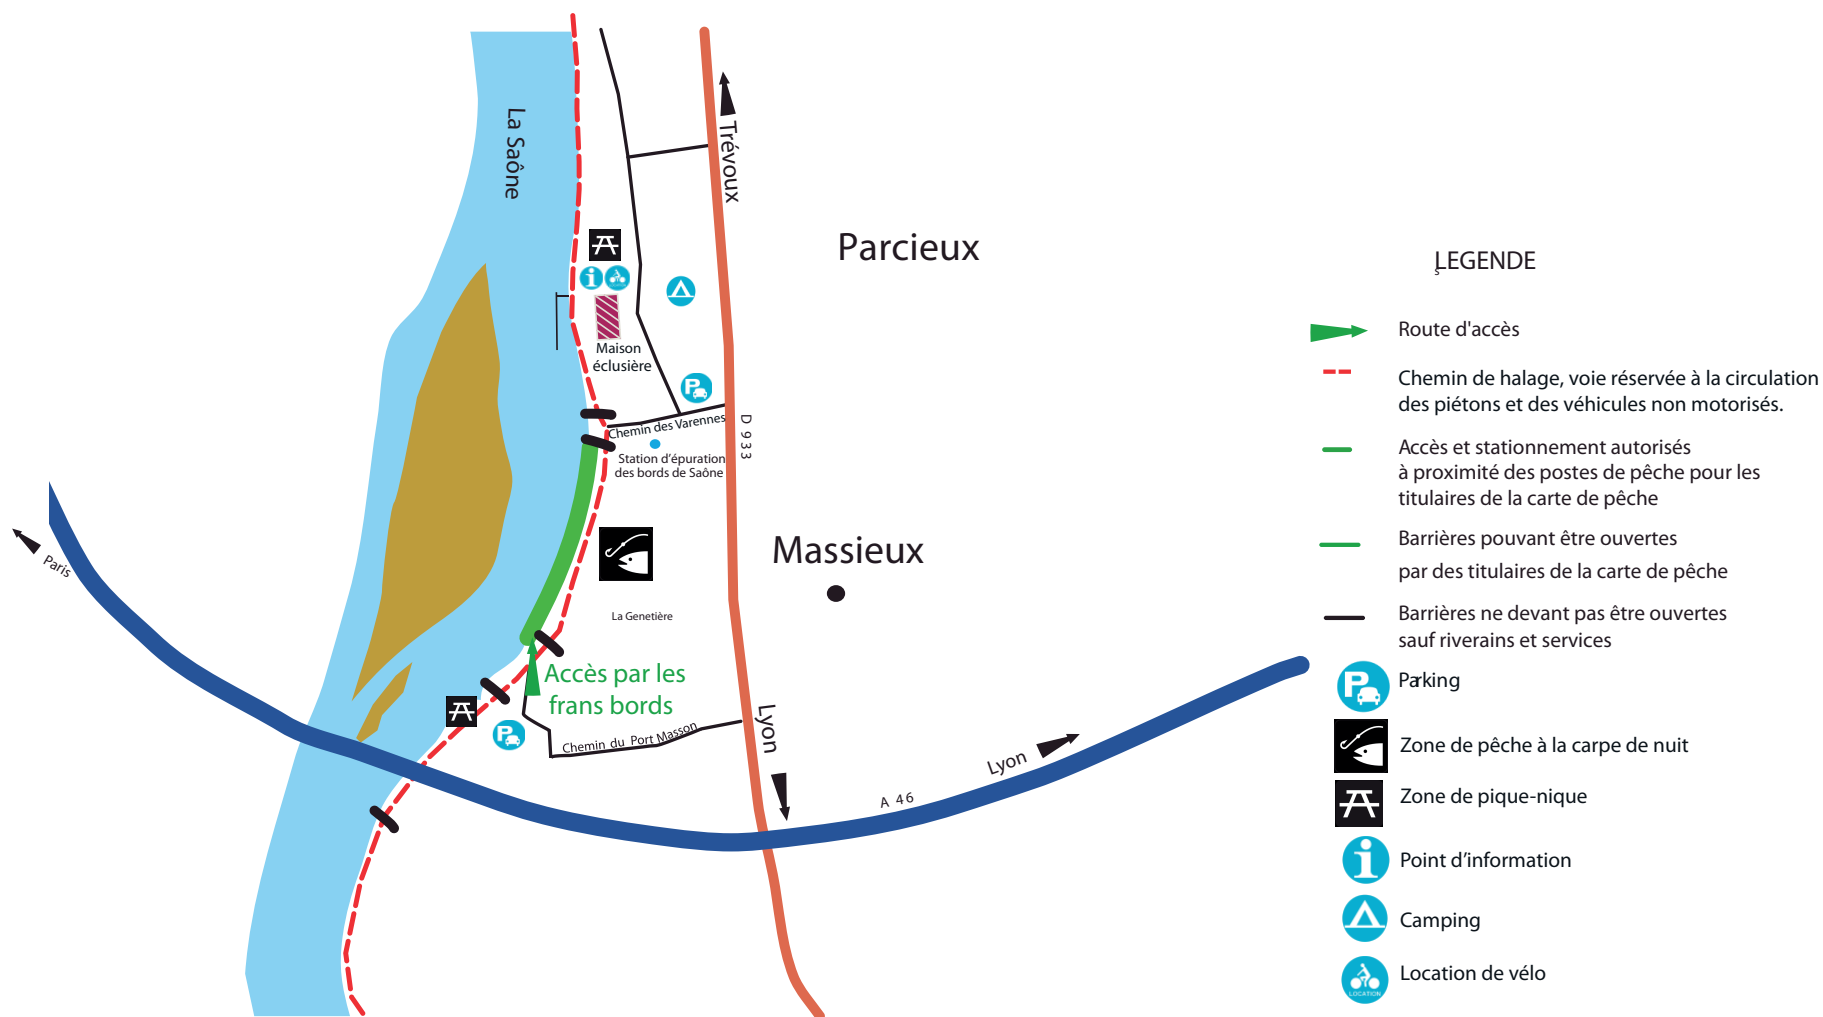 La Saône
Trévoux
Parcieux
Maison
éclusière
Chemin des Varennes
D 933
Station d'épuration
des bords de Saône
Massieux
Paris
La Genetière
Accès par les
frans bords
Chemin du Port Masson
Lyon
Lyon
A 46
LEGENDE
s
Route d'accès
Chemin de halage, voie réservée à la circulation
des piétons et des véhicules non motorisés.
Accès et stationnement autorisés
à proximité des postes de pêche pour les
titulaires de la carte de pêche
Barrières pouvant être ouvertes
par des titulaires de la carte de pêche
Barrières ne devant pas être ouvertes
sauf riverains et services
P
Parking
Zone de pêche à la carpe de nuit
Zone de pique-nique
i
Point d'information
Camping
LOCATION
Location de vélo
P
P
i